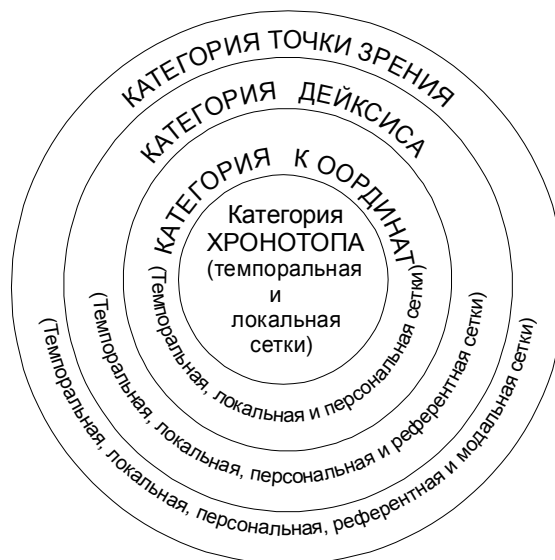 КАТЕГОРИЯ ТОЧКИ ЗРЕНИЯ
КАТЕГОРИЯ ДЕЙКСИСА
КАТЕГОРИЯ К ООРДИНАТ
Категория
ХРОНОТОПА
(темпоральная
и
локальная
сетки)
(Темпоральная, локальная и персональная сетки)
(Темпоральная, локальная, персональная и референтная сетки)
(Темпоральная, локальная, персональная, референтная и модальная сетки)